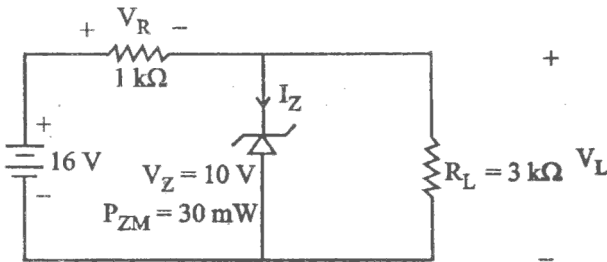 + V_R −
1 kΩ
+
16 V
−
I_Z
V_Z = 10 V
P_ZM = 30 mW
R_L = 3 kΩ
+
V_L
−